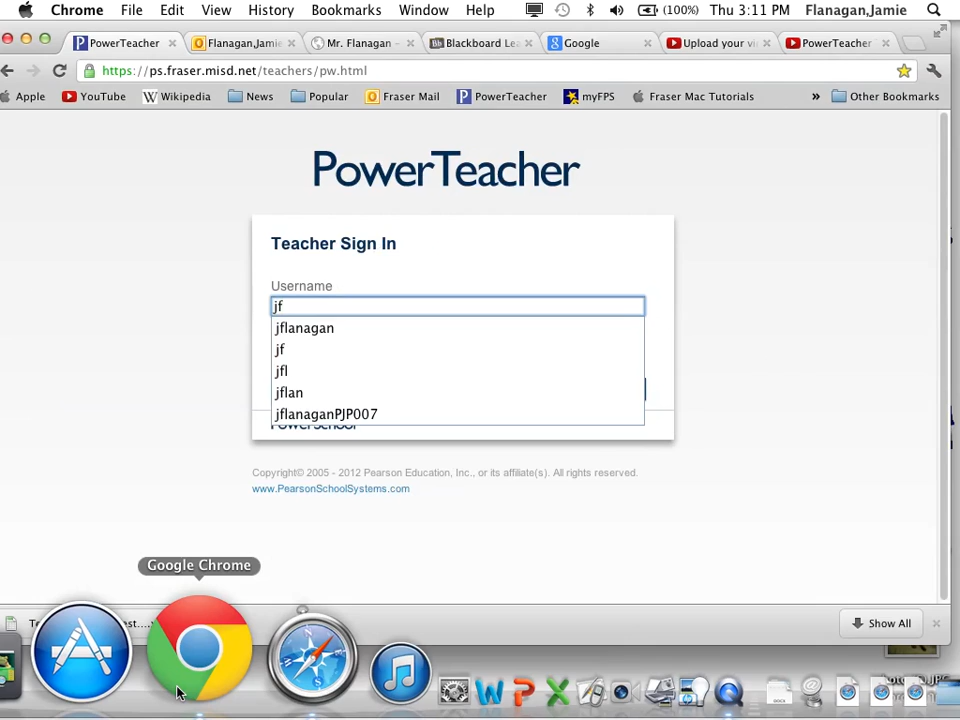 Chrome File Edit View History Bookmarks Window Help (100%) Thu 3:11 PM Flanagan,Jamie
PowerTeacher Flanagan,Jamie Mr. Flanagan - Blackboard Le Google Upload your vi PowerTeacher
https://ps.fraser.misd.net/teachers/pw.html
Apple YouTube Wikipedia News Popular Fraser Mail PowerTeacher myFPS Fraser Mac Tutorials » Other Bookmarks
PowerTeacher
Teacher Sign In
Username
jf
jflanagan
jf
jfl
jflan
jflanaganPJP007
PowerSchool
Copyright© 2005 - 2012 Pearson Education, Inc., or its affiliate(s). All rights reserved.
www.PearsonSchoolSystems.com
Google Chrome
Show All